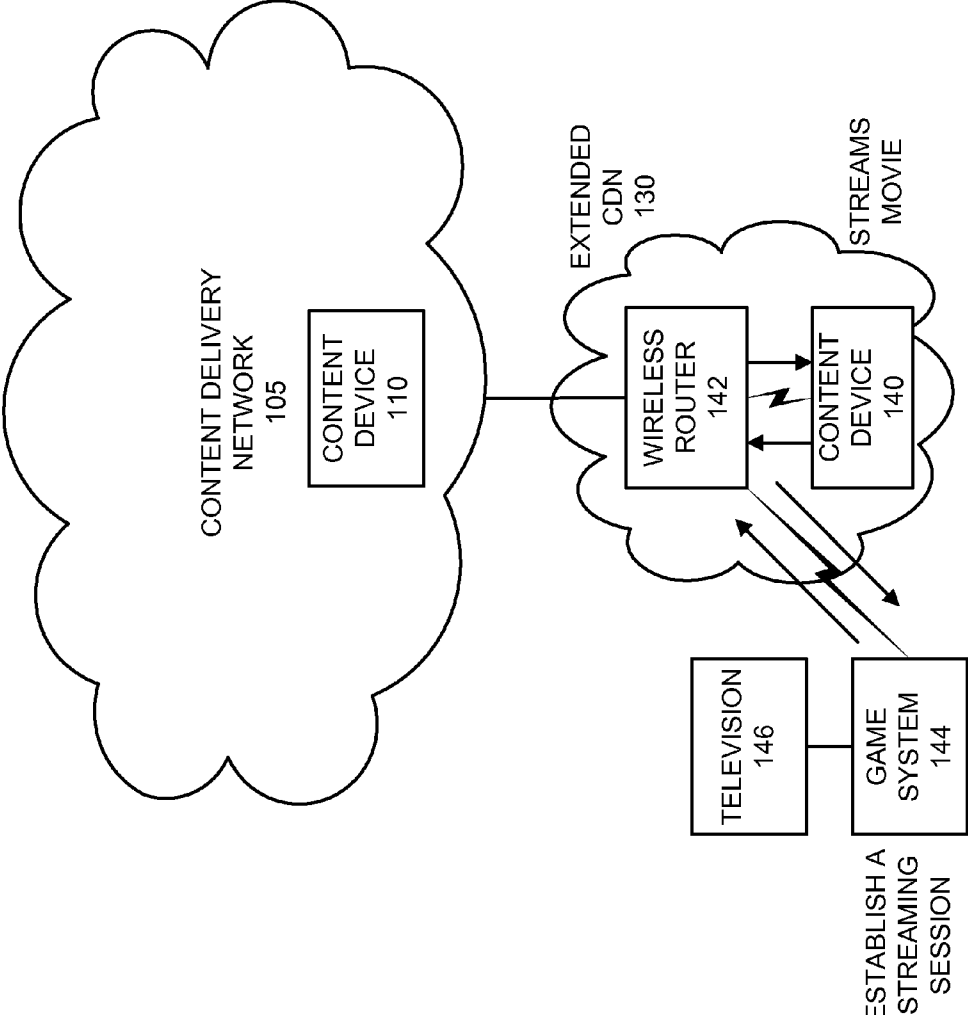 CONTENT DELIVERY
NETWORK
105
CONTENT
DEVICE
110
EXTENDED
CDN
130
WIRELESS
ROUTER
142
CONTENT
DEVICE
140
STREAMS
MOVIE
TELEVISION
146
GAME
SYSTEM
144
ESTABLISH A
STREAMING
SESSION